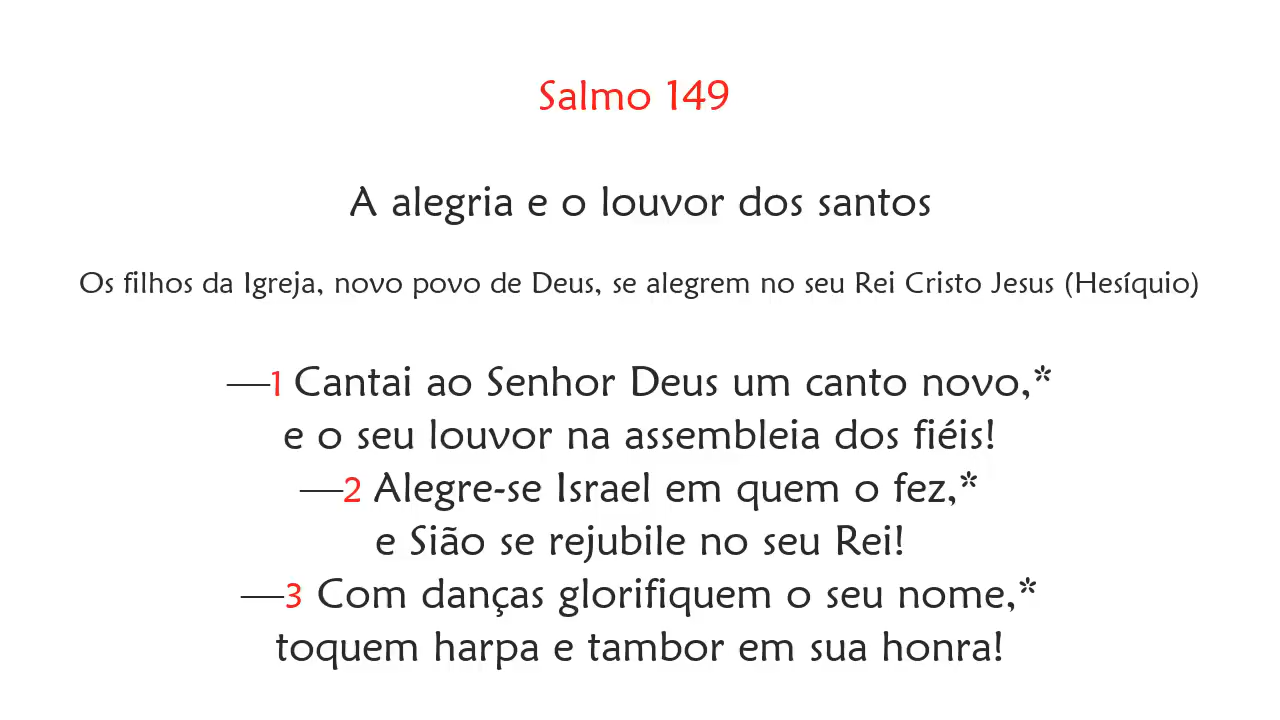 Salmo 149
A alegria e o louvor dos santos
Os filhos da Igreja, novo povo de Deus, se alegrem no seu Rei Cristo Jesus (Hesíquio)
—1 Cantai ao Senhor Deus um canto novo,*
e o seu louvor na assembleia dos fiéis!
—2 Alegre-se Israel em quem o fez,*
e Sião se rejubile no seu Rei!
—3 Com danças glorifiquem o seu nome,*
toquem harpa e tambor em sua honra!